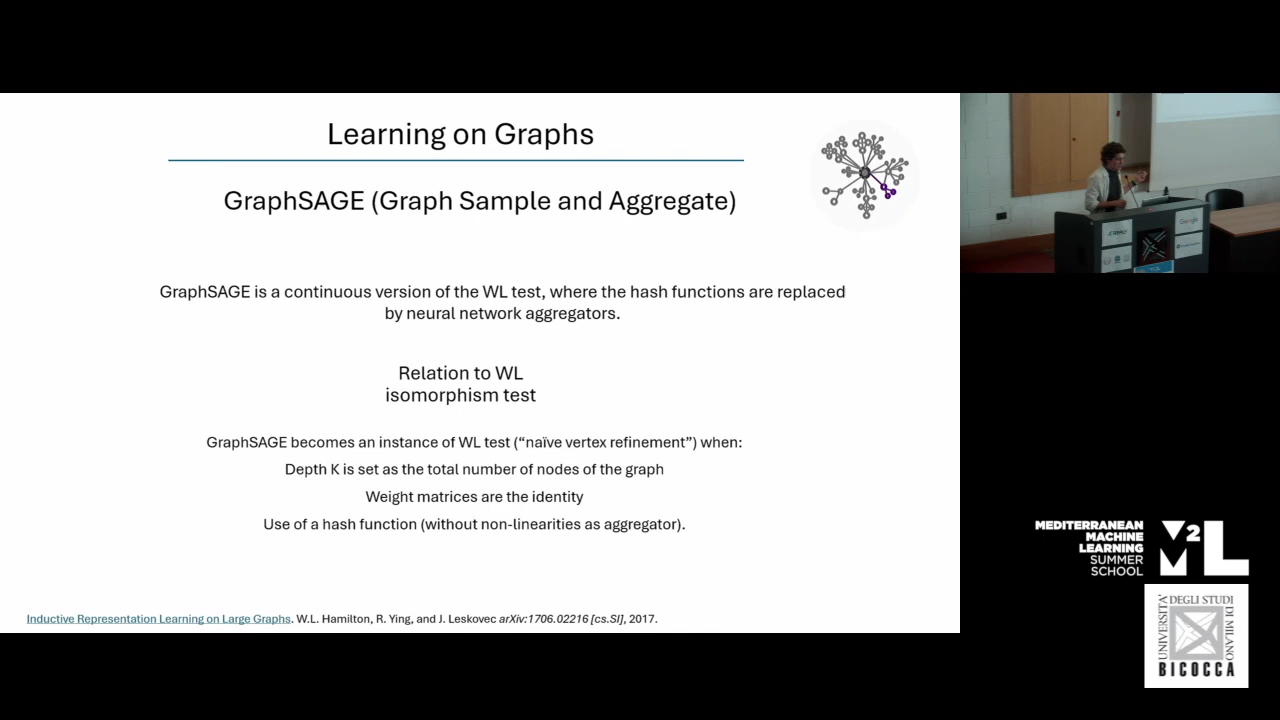 Learning on Graphs
GraphSAGE (Graph Sample and Aggregate)
GraphSAGE is a continuous version of the WL test, where the hash functions are replaced
by neural network aggregators.
Relation to WL
isomorphism test
GraphSAGE becomes an instance of WL test (“naïve vertex refinement”) when:
Depth K is set as the total number of nodes of the graph
Weight matrices are the identity
Use of a hash function (without non-linearities as aggregator).
Inductive Representation Learning on Large Graphs. W.L. Hamilton, R. Ying, and J. Leskovec arXiv:1706.02216 [cs.SI], 2017.
Google
MEDITERRANEAN
MACHINE
LEARNING
SUMMER
SCHOOL
M2L
UNIVERSITA'
DEGLI STUDI
DI MILANO
BICOCCA